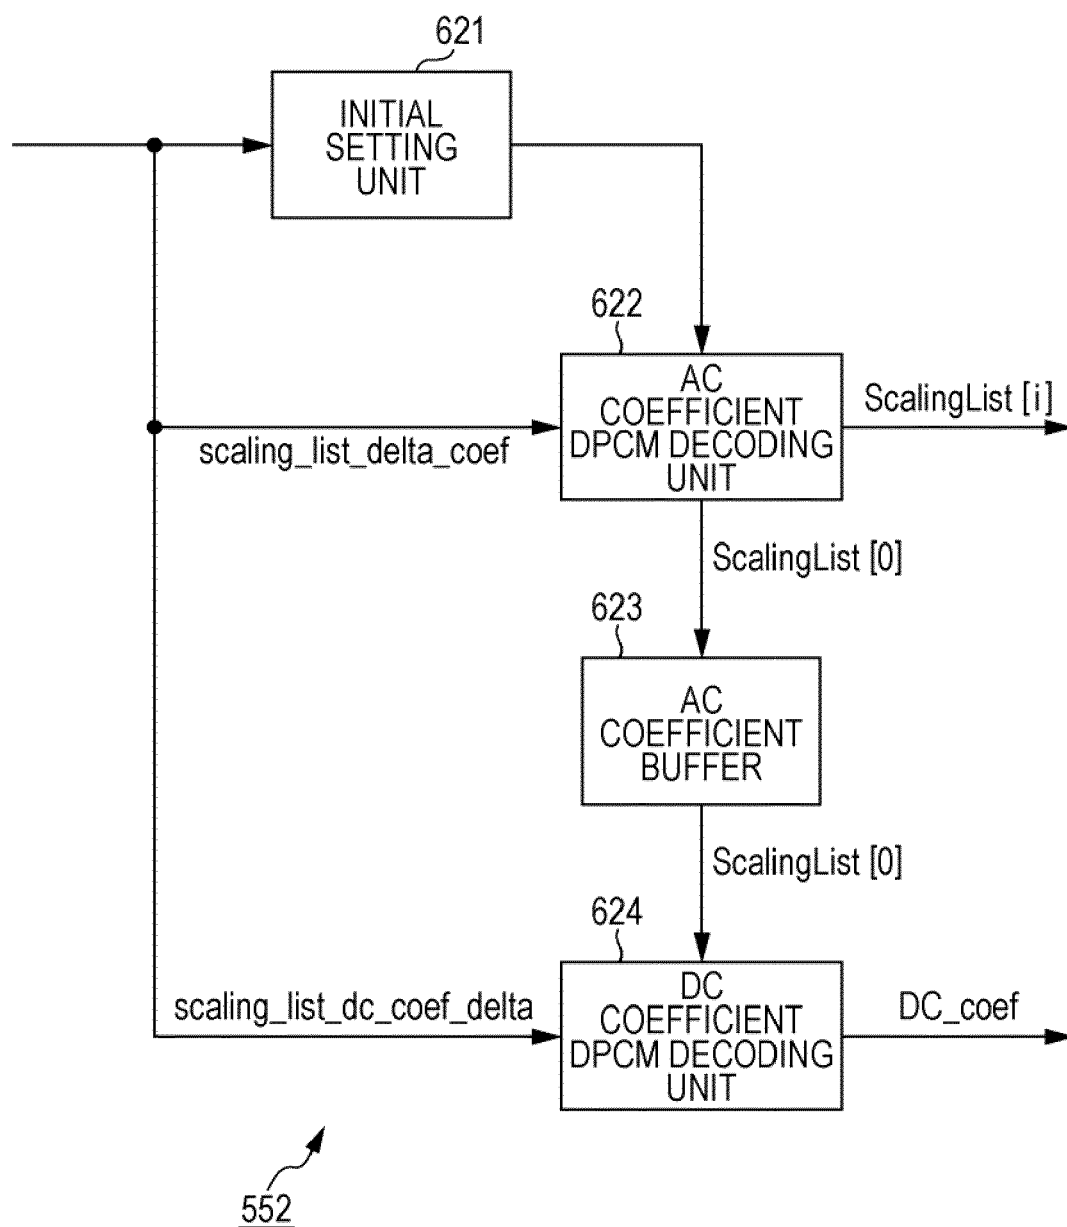 621
INITIAL
SETTING
UNIT
622
AC
COEFFICIENT
DPCM DECODING
UNIT
ScalingList [i]
scaling_list_delta_coef
ScalingList [0]
623
AC
COEFFICIENT
BUFFER
ScalingList [0]
624
DC
COEFFICIENT
DPCM DECODING
UNIT
scaling_list_dc_coef_delta
DC_coef
552